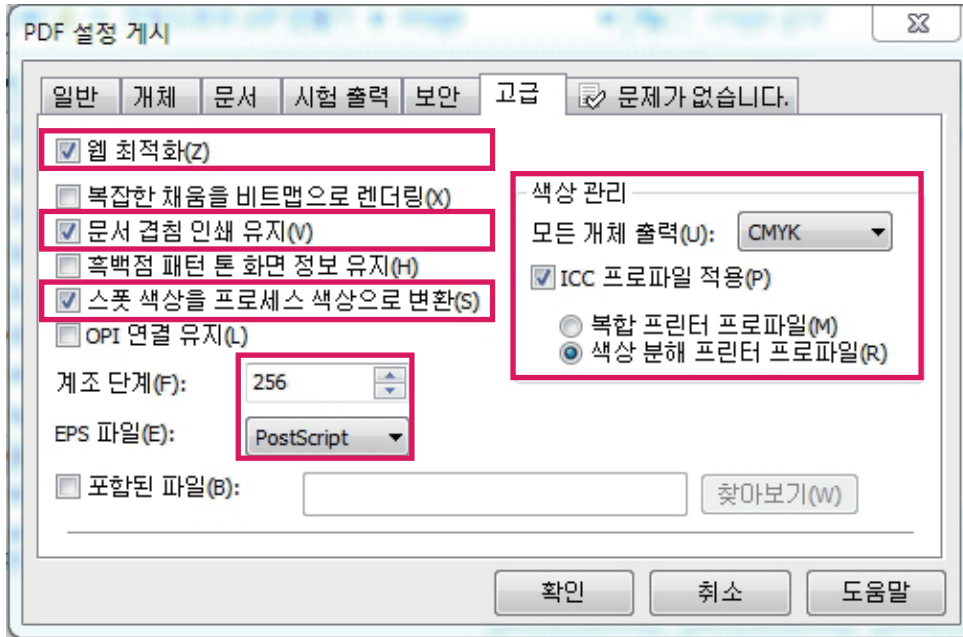 PDF 설정 게시
일반 개체 문서 시험 출력 보안 고급 문제가 없습니다.
웹 최적화(Z)
복잡한 채움을 비트맵으로 렌더링(X)
문서 겹침 인쇄 유지(V)
흑백점 패턴 톤 화면 정보 유지(H)
스폿 색상을 프로세스 색상으로 변환(S)
OPI 연결 유지(L)
계조 단계(F): 256
EPS 파일(E): PostScript
포함된 파일(B): 찾아보기(W)
색상 관리
모든 개체 출력(U): CMYK
ICC 프로파일 적용(P)
복합 프린터 프로파일(M)
색상 분해 프린터 프로파일(R)
확인 취소 도움말